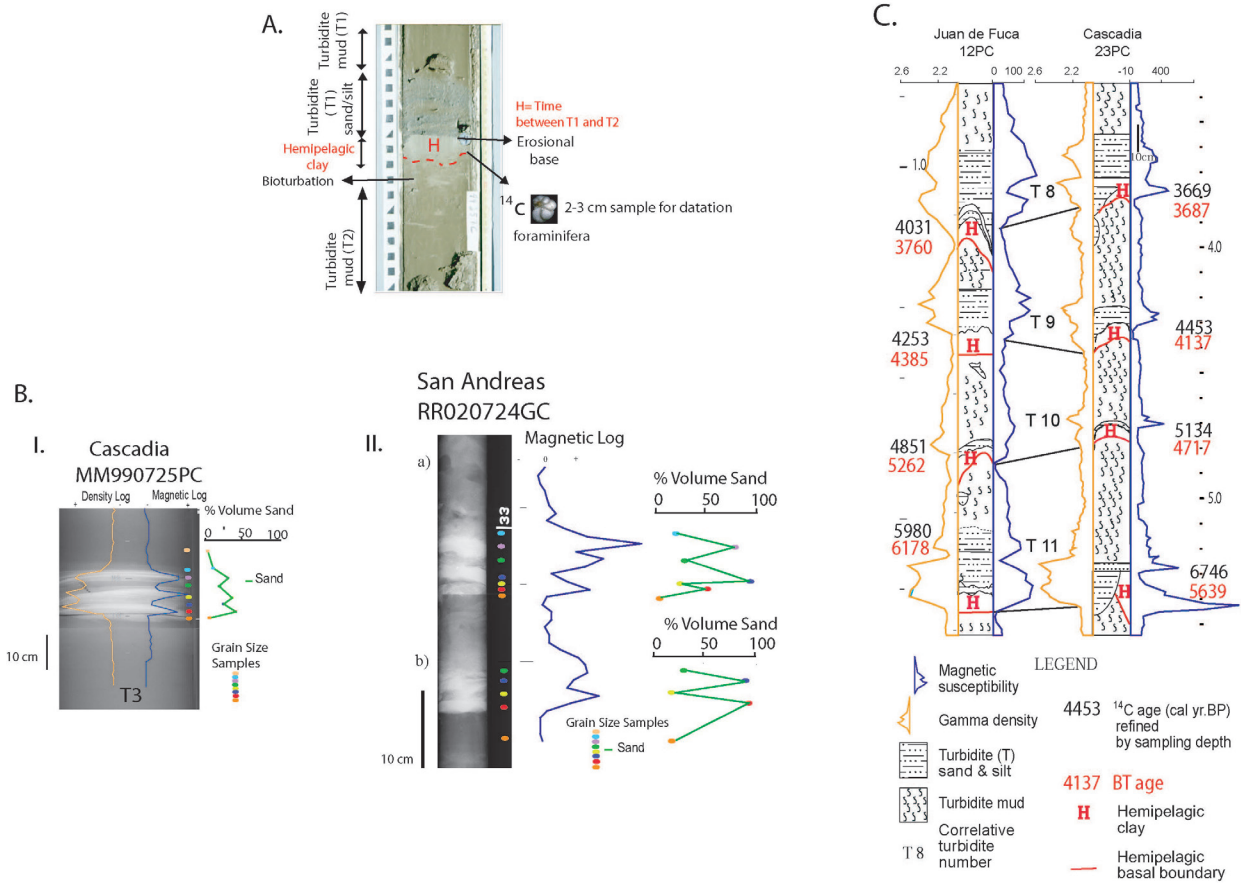 A.
Turbidite
mud (T1)
Turbidite
(T1)
sand/silt
Hemipelagic
clay
Bioturbation
Turbidite
mud (T2)
H
H= Time
between T1 and T2
Erosional
base
14C
2-3 cm sample for datation
foraminifera
B.
I.
Cascadia
MM990725PC
Density Log
Magnetic Log
- + - +
% Volume Sand
0 50 100
Sand
10 cm
T3
Grain Size
Samples
San Andreas
RR020724GC
II.
a)
Magnetic Log
- 0 +
33
% Volume Sand
0 50 100
b)
% Volume Sand
0 50 100
10 cm
Grain Size Samples
Sand
C.
Juan de Fuca
12PC
Cascadia
23PC
2.6 2.2 0 100 2.6 2.2 -10 400
1.0
10cm
T 8
H
H
3669
3687
4031
3760
4.0
T 9
4453
4137
H
H
4253
4385
T 10
5134
4717
H
H
4851
5262
5.0
5980
6178
T 11
6746
5639
H
H
LEGEND
Magnetic
susceptibility
Gamma density
Turbidite (T)
sand & silt
Turbidite mud
T 8
Correlative
turbidite
number
4453
14C age (cal yr.BP)
refined
by sampling depth
4137 BT age
H
Hemipelagic
clay
Hemipelagic
basal boundary